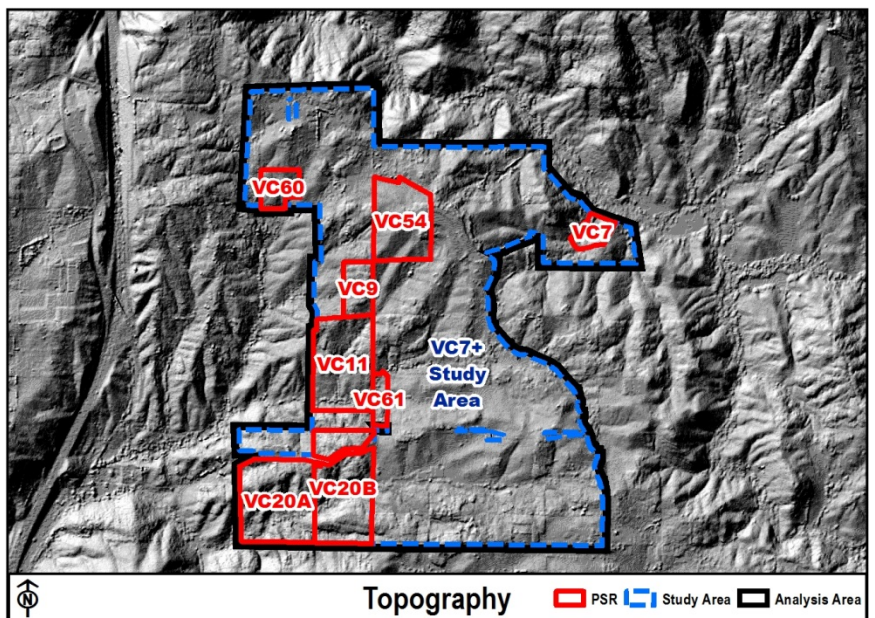 VC60
VC54
VC7
VC9
VC11
VC7+
Study
Area
VC61
VC20A
VC20B
N
Topography
PSR
Study Area
Analysis Area